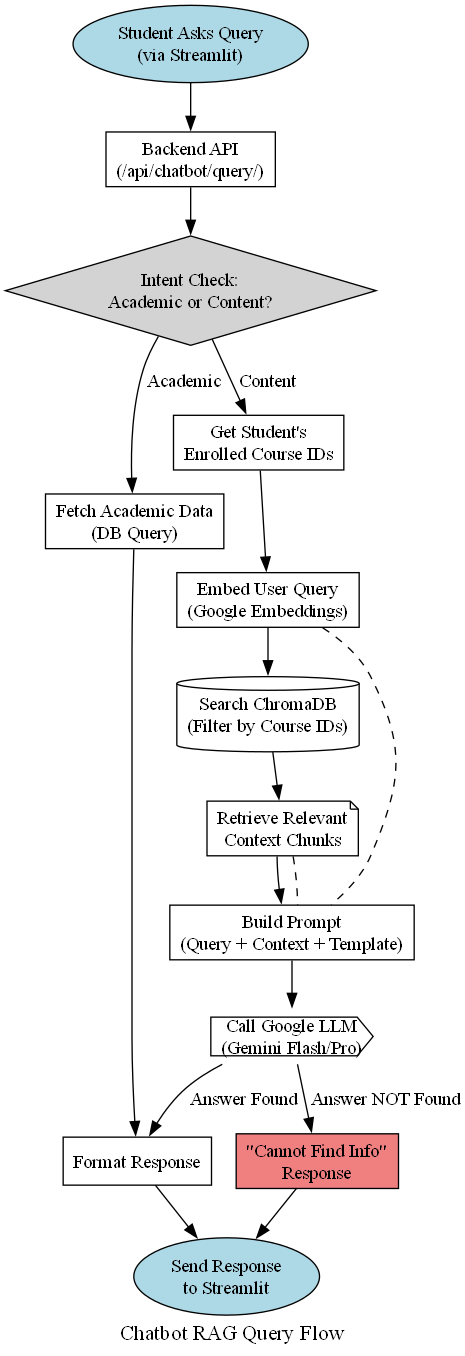 Student Asks Query
(via Streamlit)
Backend API
(/api/chatbot/query/)
Intent Check:
Academic or Content?
Academic
Content
Get Student's
Enrolled Course IDs
Fetch Academic Data
(DB Query)
Embed User Query
(Google Embeddings)
Search ChromaDB
(Filter by Course IDs)
Retrieve Relevant
Context Chunks
Build Prompt
(Query + Context + Template)
Call Google LLM
(Gemini Flash/Pro)
Answer Found
Answer NOT Found
Format Response
"Cannot Find Info"
Response
Send Response
to Streamlit
Chatbot RAG Query Flow